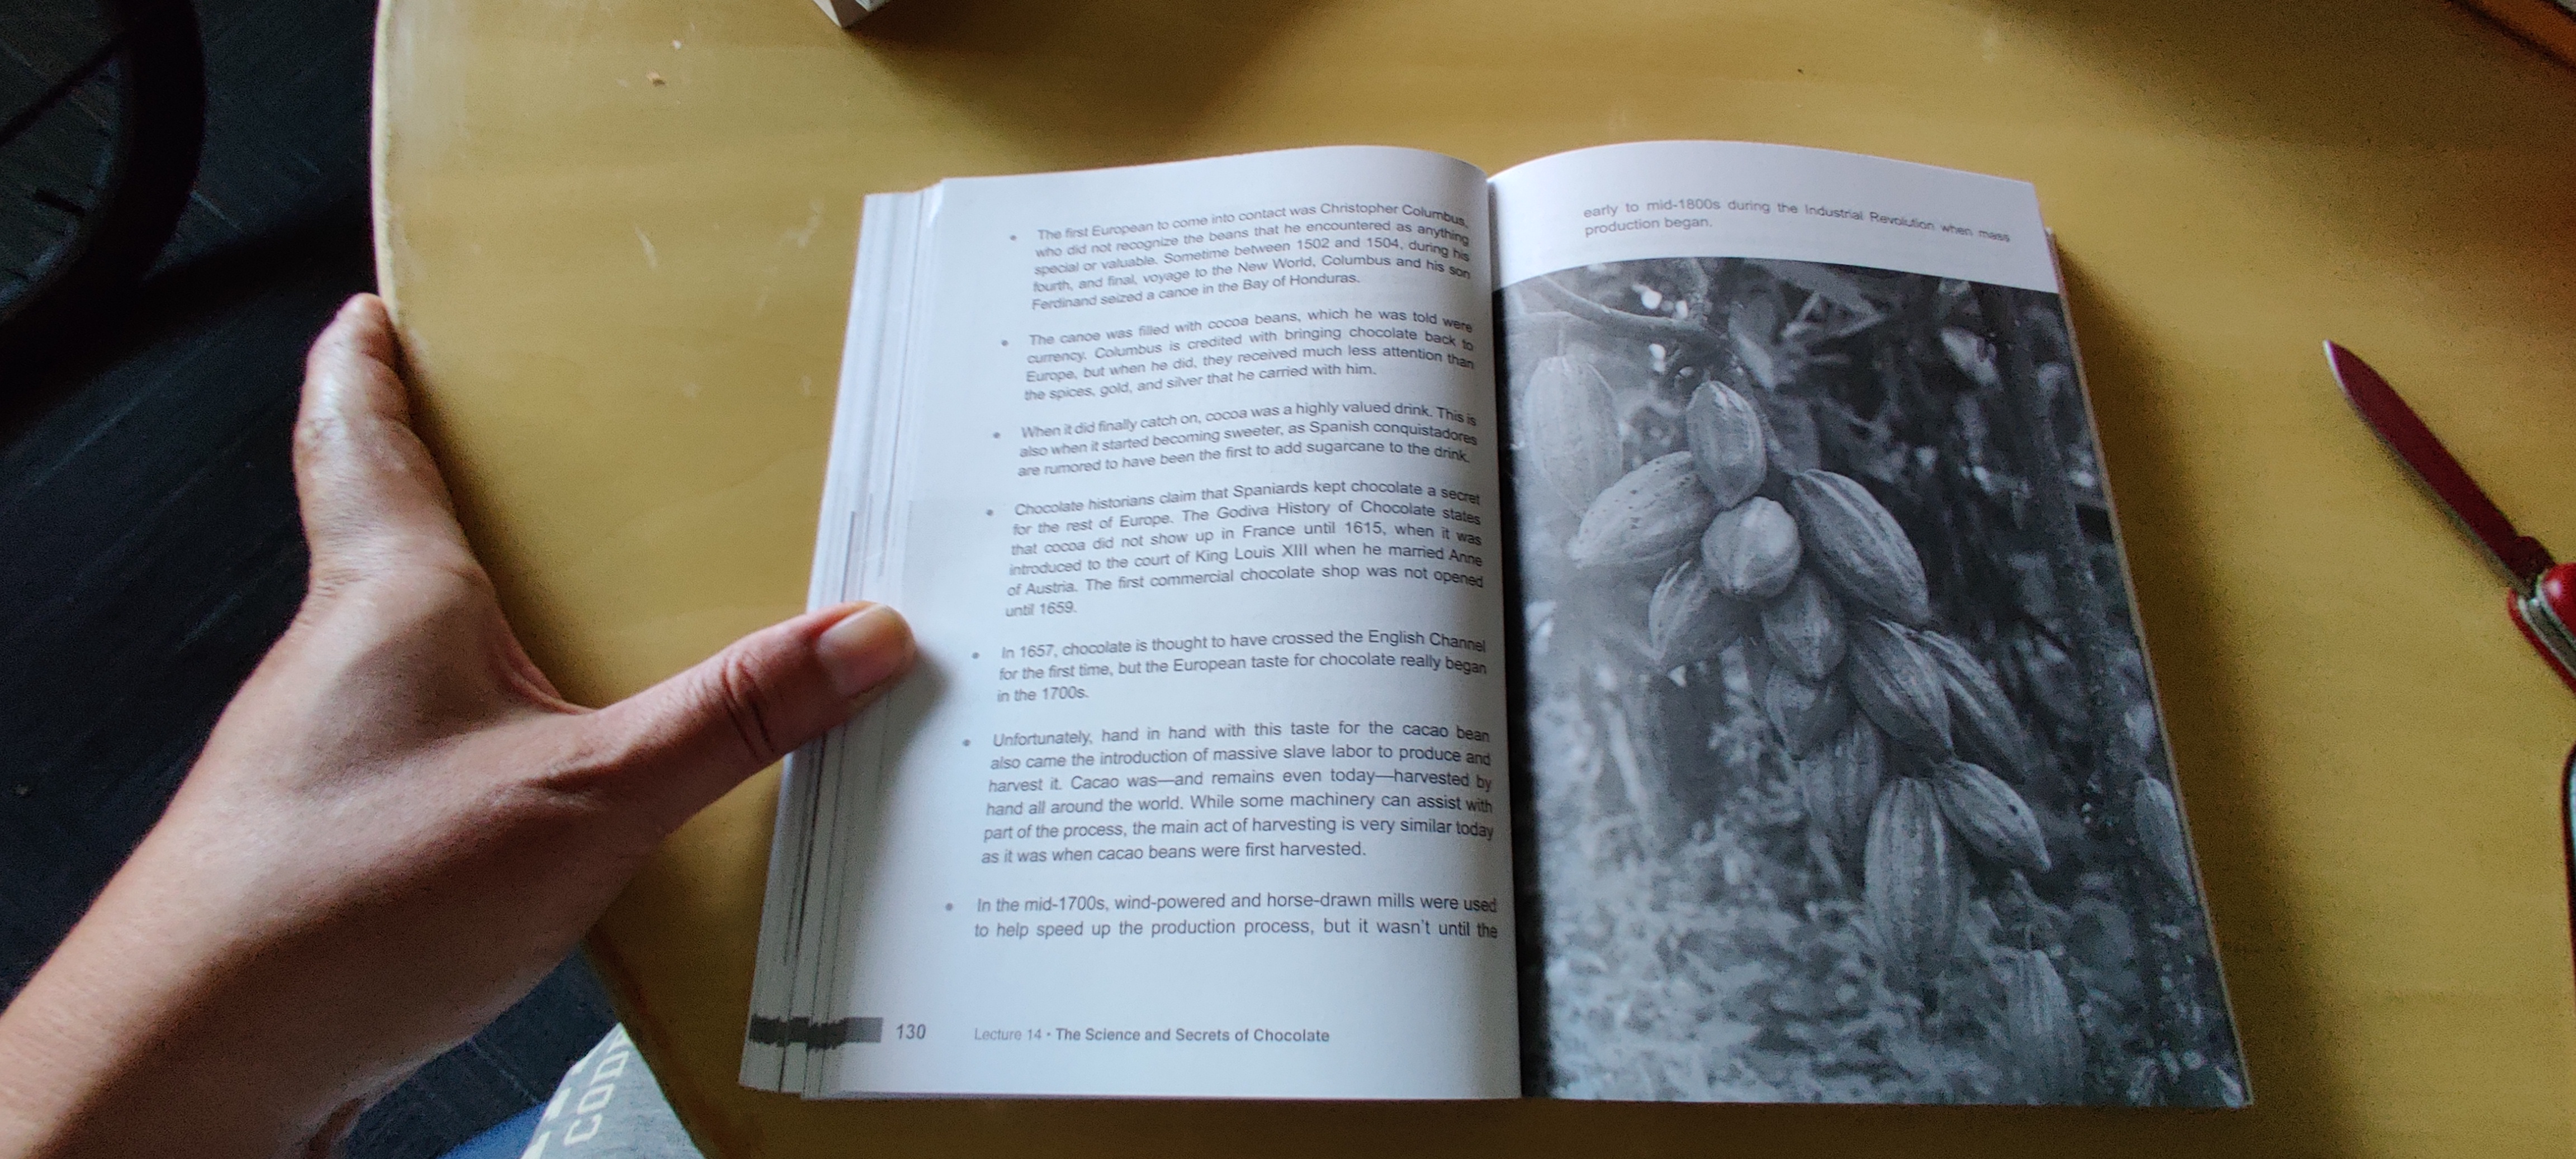 The first European to come into contact was Christopher Columbus,
who did not recognize the beans that he encountered as anything
special or valuable. Sometime between 1502 and 1504, during his
fourth, and final, voyage to the New World, Columbus and his son
Ferdinand seized a canoe in the Bay of Honduras.
The canoe was filled with cocoa beans, which he was told were
currency. Columbus is credited with bringing chocolate back to
Europe, but when he did, they received much less attention than
the spices, gold, and silver that he carried with him.
When it did finally catch on, cocoa was a highly valued drink. This is
also when it started becoming sweeter, as Spanish conquistadores
are rumored to have been the first to add sugarcane to the drink.
Chocolate historians claim that Spaniards kept chocolate a secret
for the rest of Europe. The Godiva History of Chocolate states
that cocoa did not show up in France until 1615, when it was
introduced to the court of King Louis XIII when he married Anne
of Austria. The first commercial chocolate shop was not opened
until 1659.
In 1657, chocolate is thought to have crossed the English Channel
for the first time, but the European taste for chocolate really began
in the 1700s.
Unfortunately, hand in hand with this taste for the cacao bean
also came the introduction of massive slave labor to produce and
harvest it. Cacao was—and remains even today—harvested by
hand all around the world. While some machinery can assist with
part of the process, the main act of harvesting is very similar today
as it was when cacao beans were first harvested.
In the mid-1700s, wind-powered and horse-drawn mills were used
to help speed up the production process, but it wasn't until the
130 Lecture 14 • The Science and Secrets of Chocolate
early to mid-1800s during the Industrial Revolution when mass
production began.